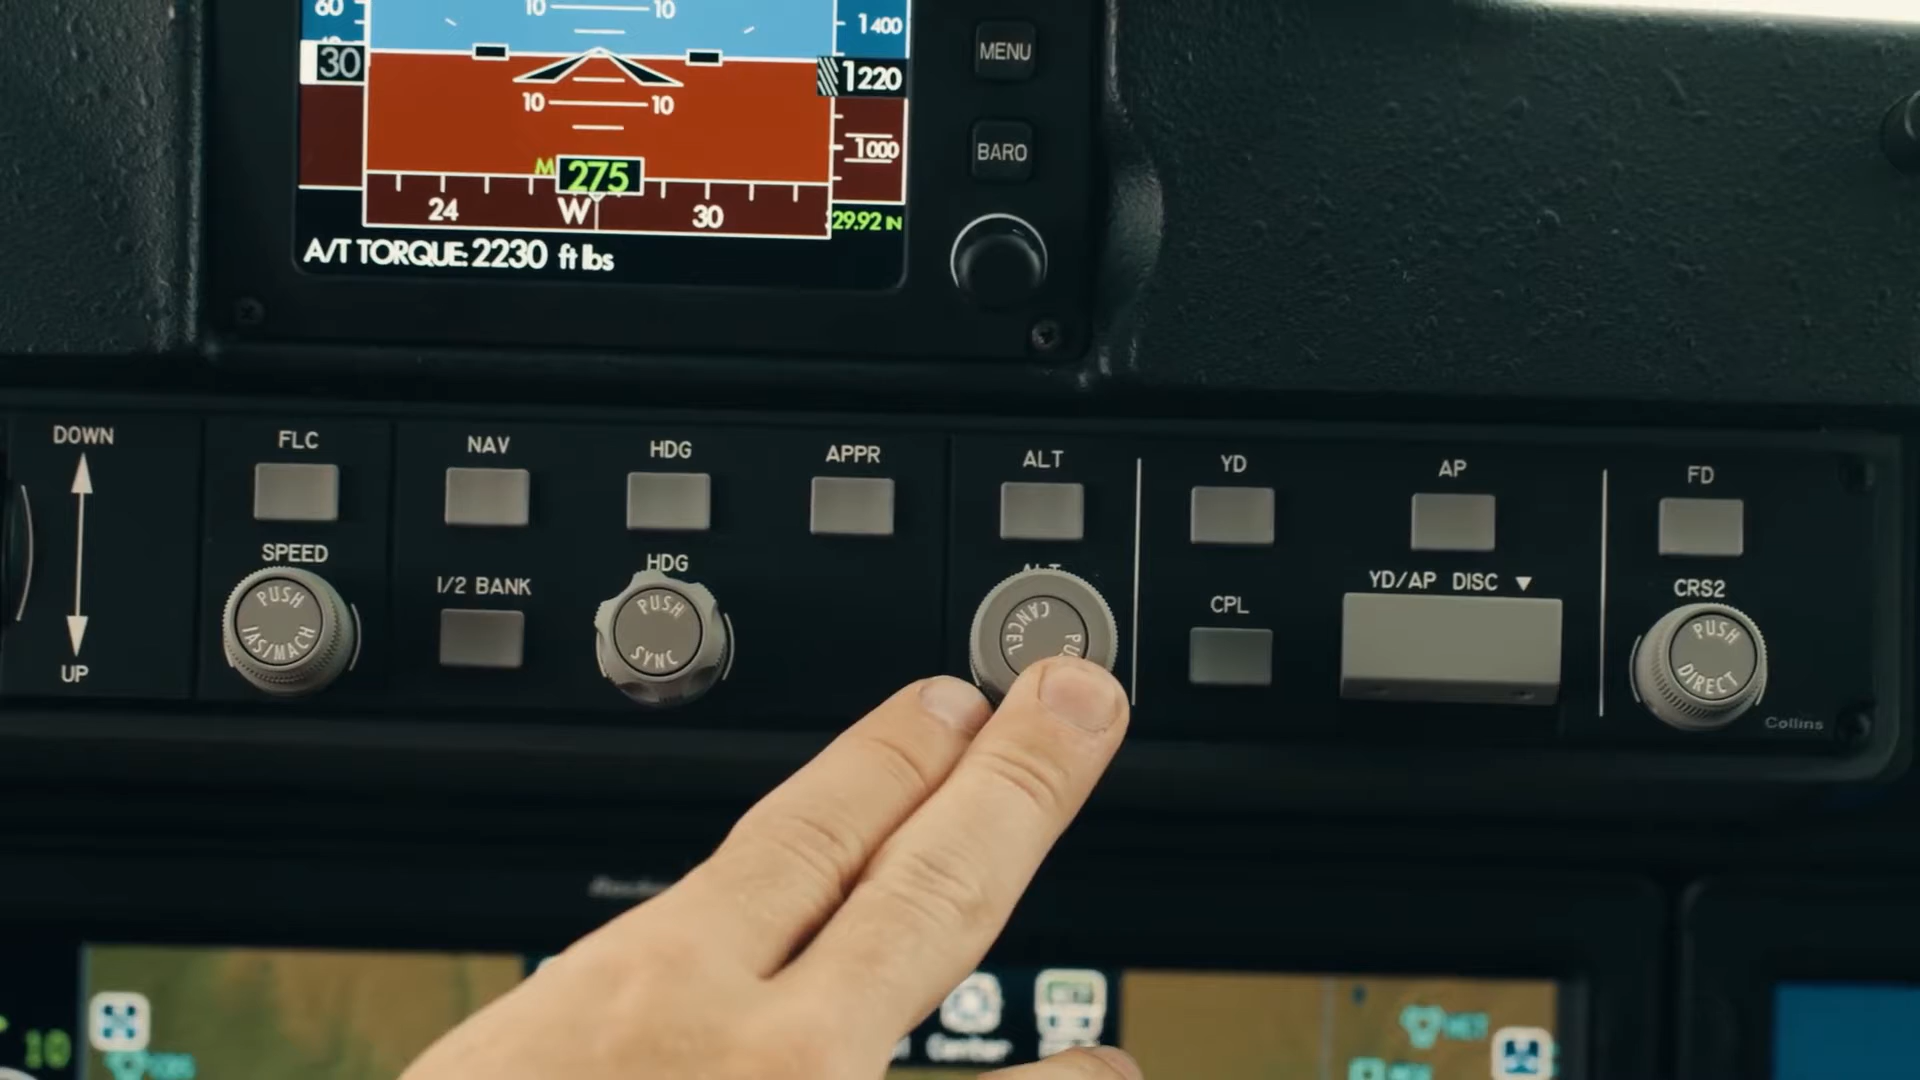 60
10 10
1400
MENU
30
1220
10 10
BARO
1000
M 275
24 W 30
29.92 N
A/T TORQUE: 2230 ft lbs
DOWN
FLC
NAV
HDG
APPR
ALT
YD
AP
FD
SPEED
HDG
1/2 BANK
YD/AP DISC
CRS2
CPL
PUSH
IAS/MACH
PUSH
SYNC
CANCEL
PUSH
DIRECT
UP
Collins
10
Center